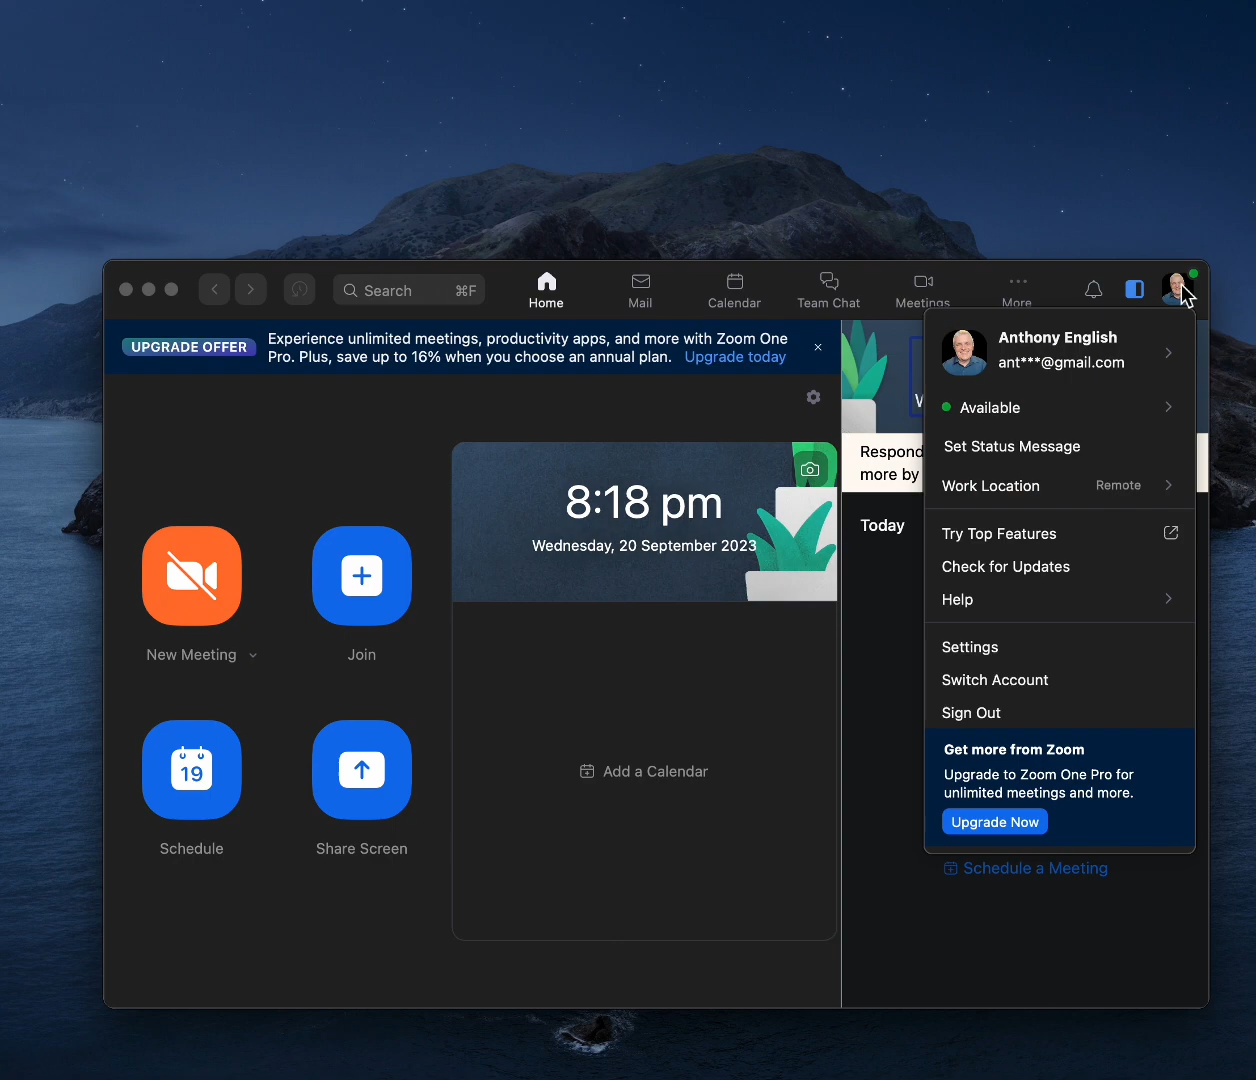 Search ⌘F
Home
Mail
Calendar
Team Chat
Meetings
More
UPGRADE OFFER
Experience unlimited meetings, productivity apps, and more with Zoom One
Pro. Plus, save up to 16% when you choose an annual plan. Upgrade today
8:18 pm
Wednesday, 20 September 2023
New Meeting
Join
19
Schedule
Share Screen
Add a Calendar
W
Respond
more by
Today
Anthony English
ant***@gmail.com
Available
Set Status Message
Work Location Remote
Try Top Features
Check for Updates
Help
Settings
Switch Account
Sign Out
Get more from Zoom
Upgrade to Zoom One Pro for
unlimited meetings and more.
Upgrade Now
Schedule a Meeting